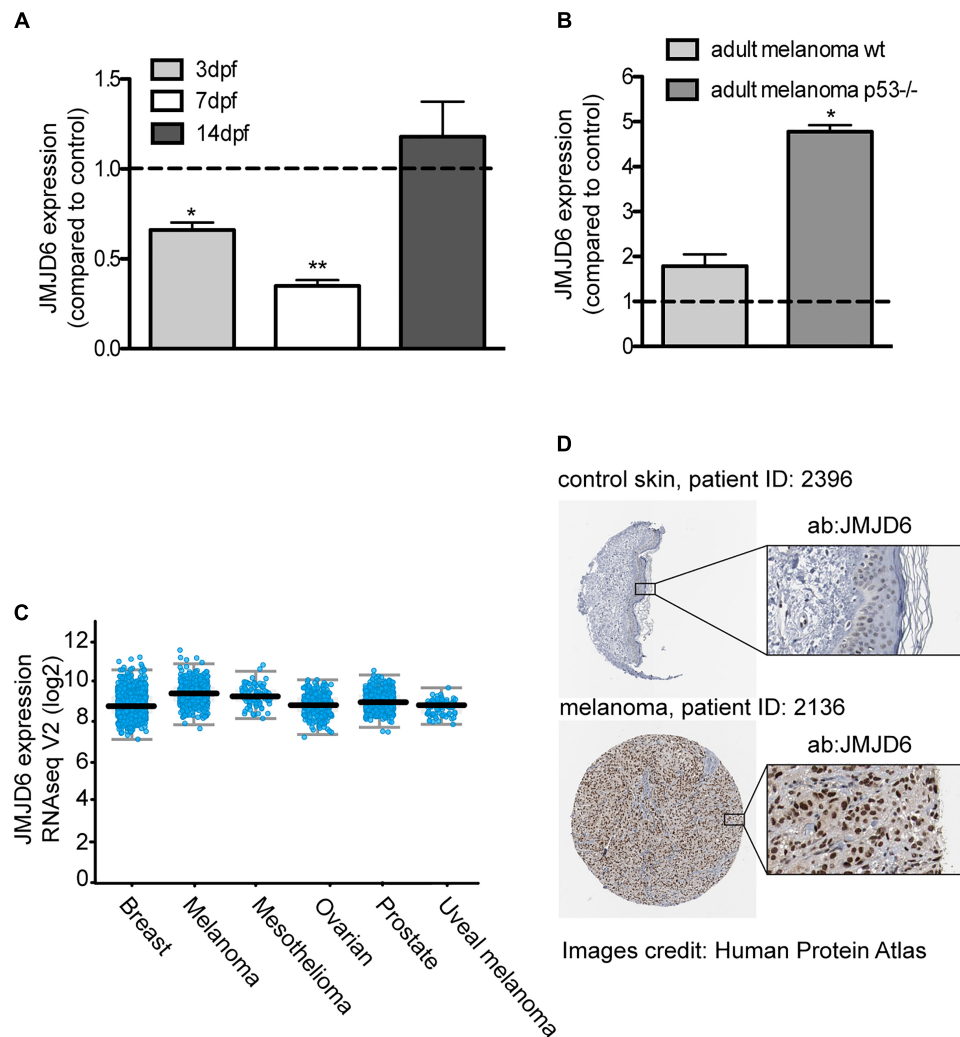 A
3dpf
7dpf
14dpf
JMJD6 expression
(compared to control)
1.5
1.0
0.5
0.0
*
**
B
adult melanoma wt
adult melanoma p53-/-
JMJD6 expression
(compared to control)
6
5
4
3
2
1
0
*
C
JMJD6 expression
RNAseq V2 (log2)
12
10
8
6
4
2
0
Breast
Melanoma
Mesothelioma
Ovarian
Prostate
Uveal melanoma
D
control skin, patient ID: 2396
ab:JMJD6
melanoma, patient ID: 2136
ab:JMJD6
Images credit: Human Protein Atlas